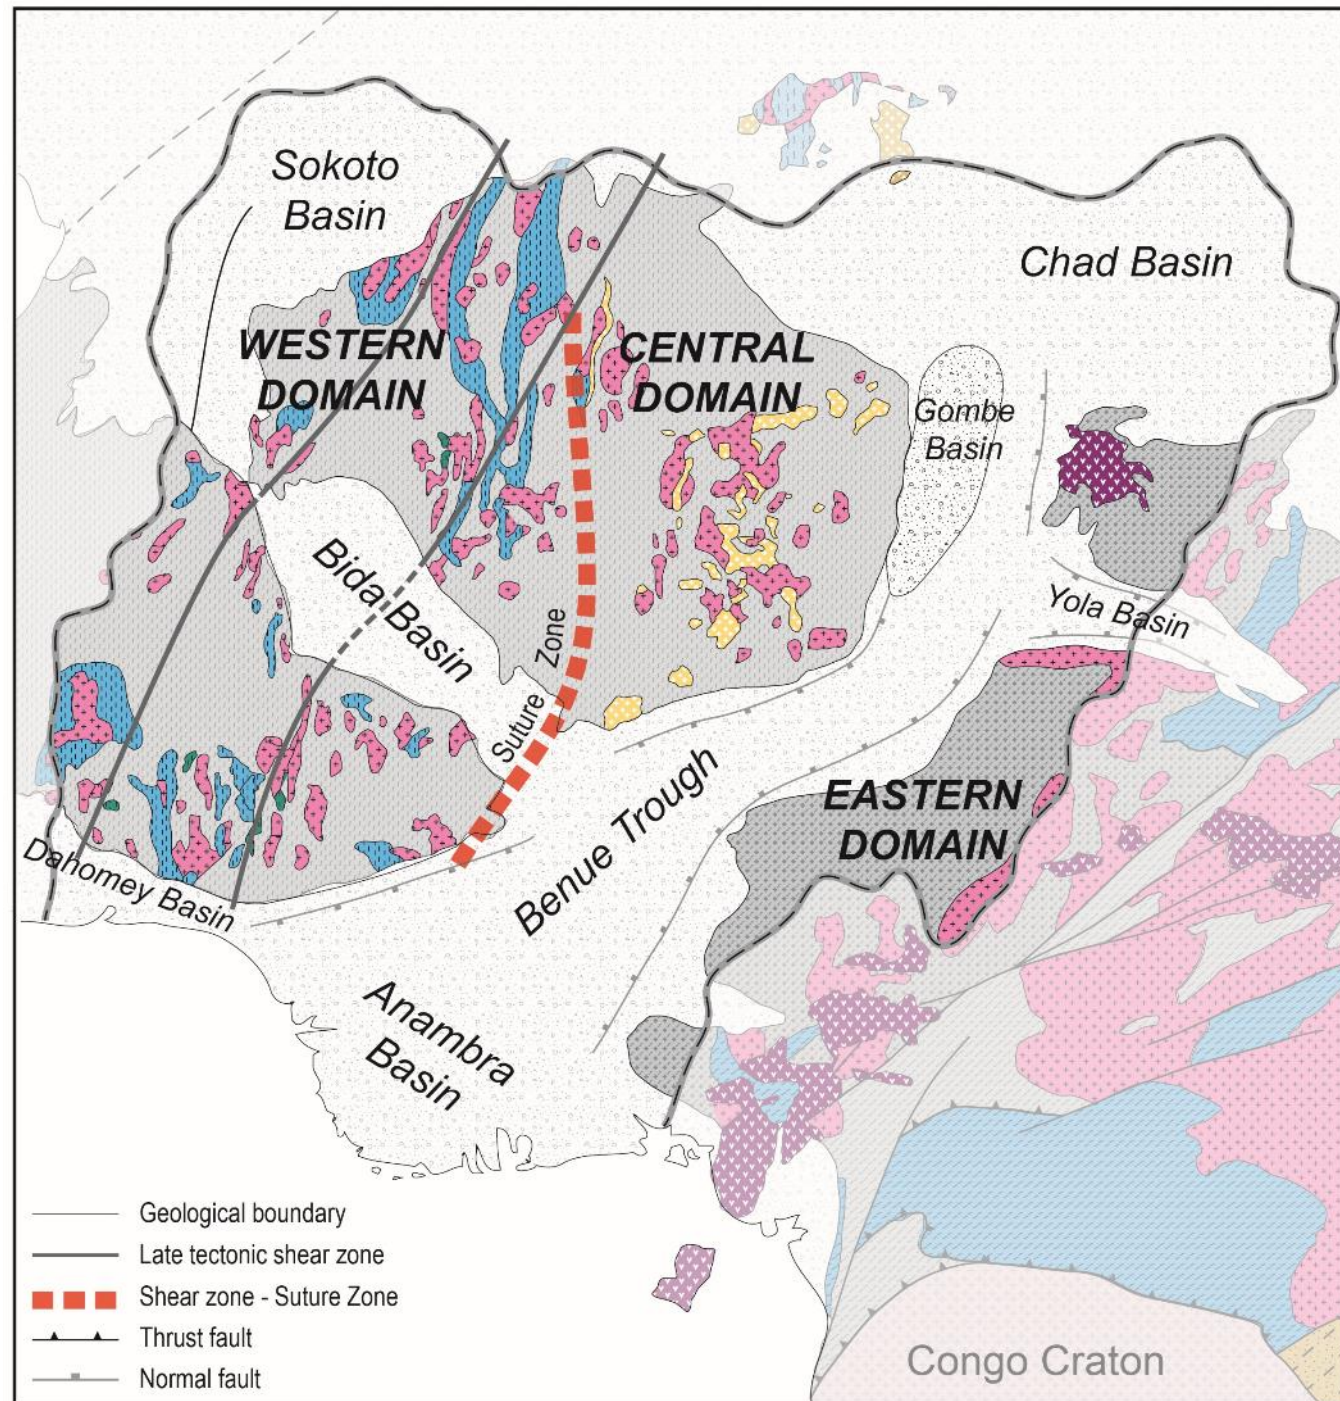 Sokoto
Basin
Chad Basin
WESTERN
DOMAIN
CENTRAL
DOMAIN
Gombe
Basin
Bida Basin
Yola Basin
Suture Zone
Benue Trough
EASTERN
DOMAIN
Dahomey Basin
Anambra
Basin
Geological boundary
Late tectonic shear zone
Shear zone - Suture Zone
Thrust fault
Normal fault
Congo Craton